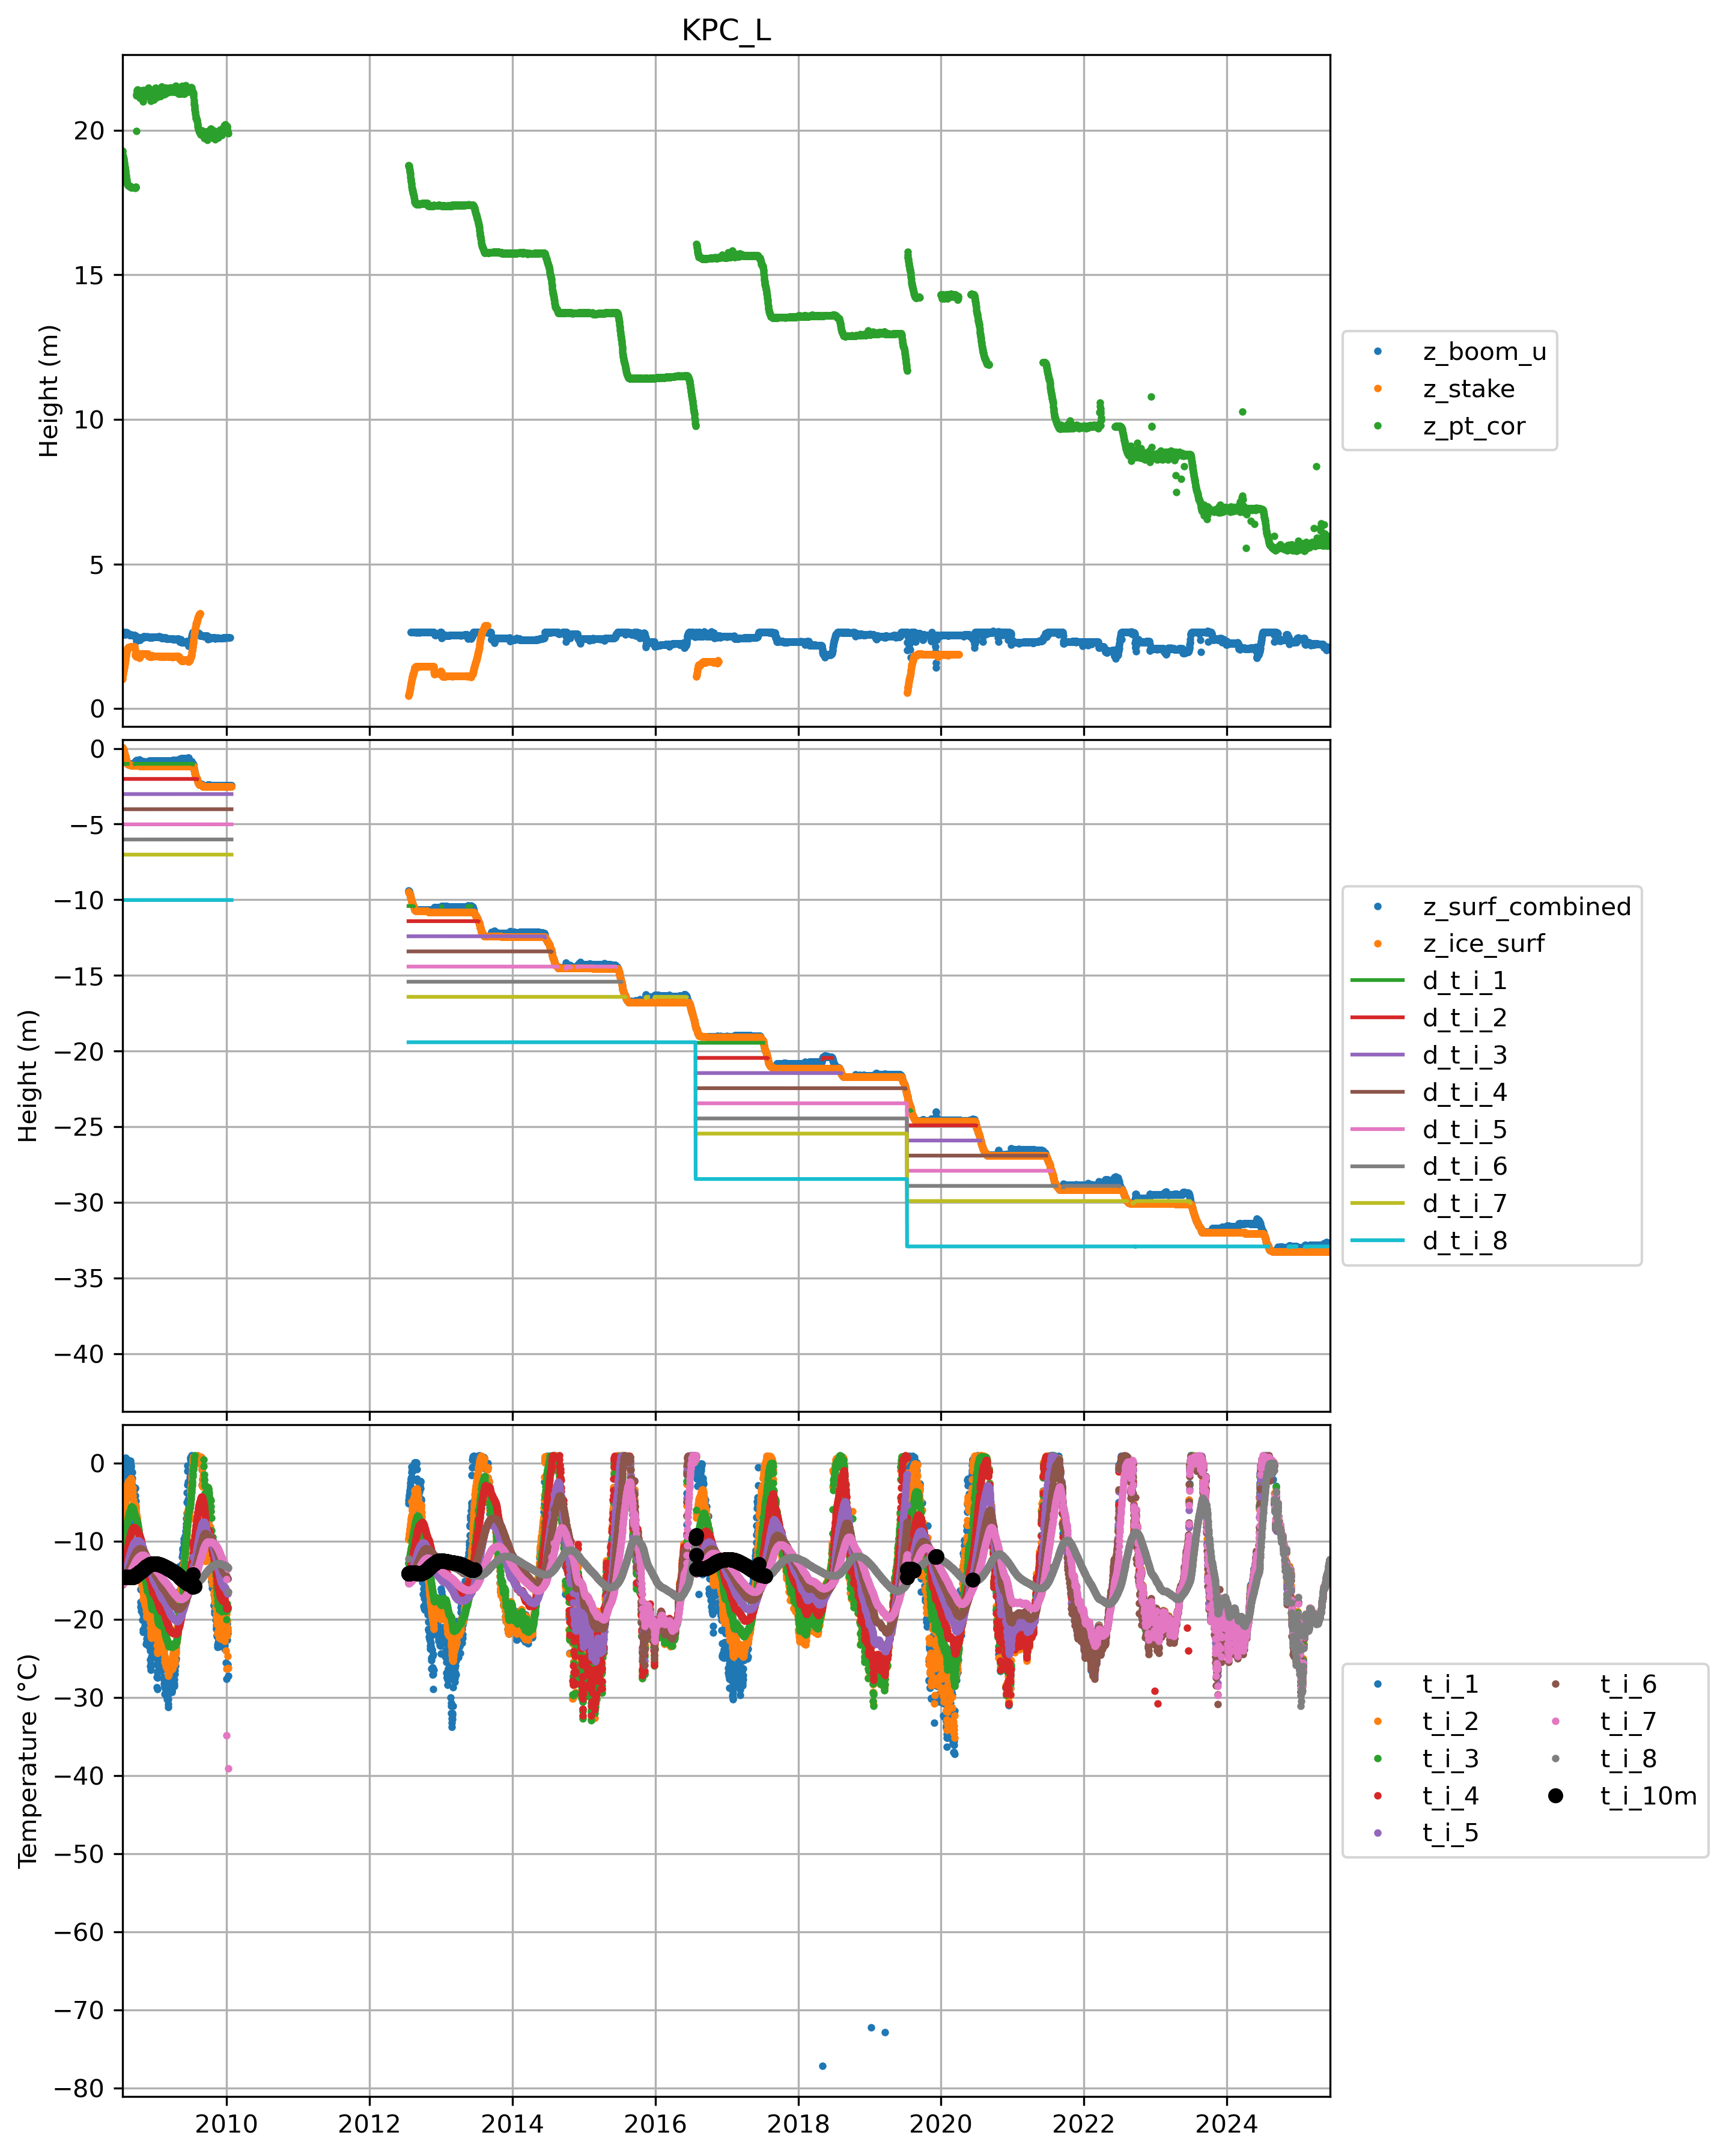 KPC_L
Height (m)
20
15
10
5
0
z_boom_u
z_stake
z_pt_cor
Height (m)
0
−5
−10
−15
−20
−25
−30
−35
−40
z_surf_combined
z_ice_surf
d_t_i_1
d_t_i_2
d_t_i_3
d_t_i_4
d_t_i_5
d_t_i_6
d_t_i_7
d_t_i_8
Temperature (°C)
0
−10
−20
−30
−40
−50
−60
−70
−80
t_i_1
t_i_2
t_i_3
t_i_4
t_i_5
t_i_6
t_i_7
t_i_8
t_i_10m
2010 2012 2014 2016 2018 2020 2022 2024